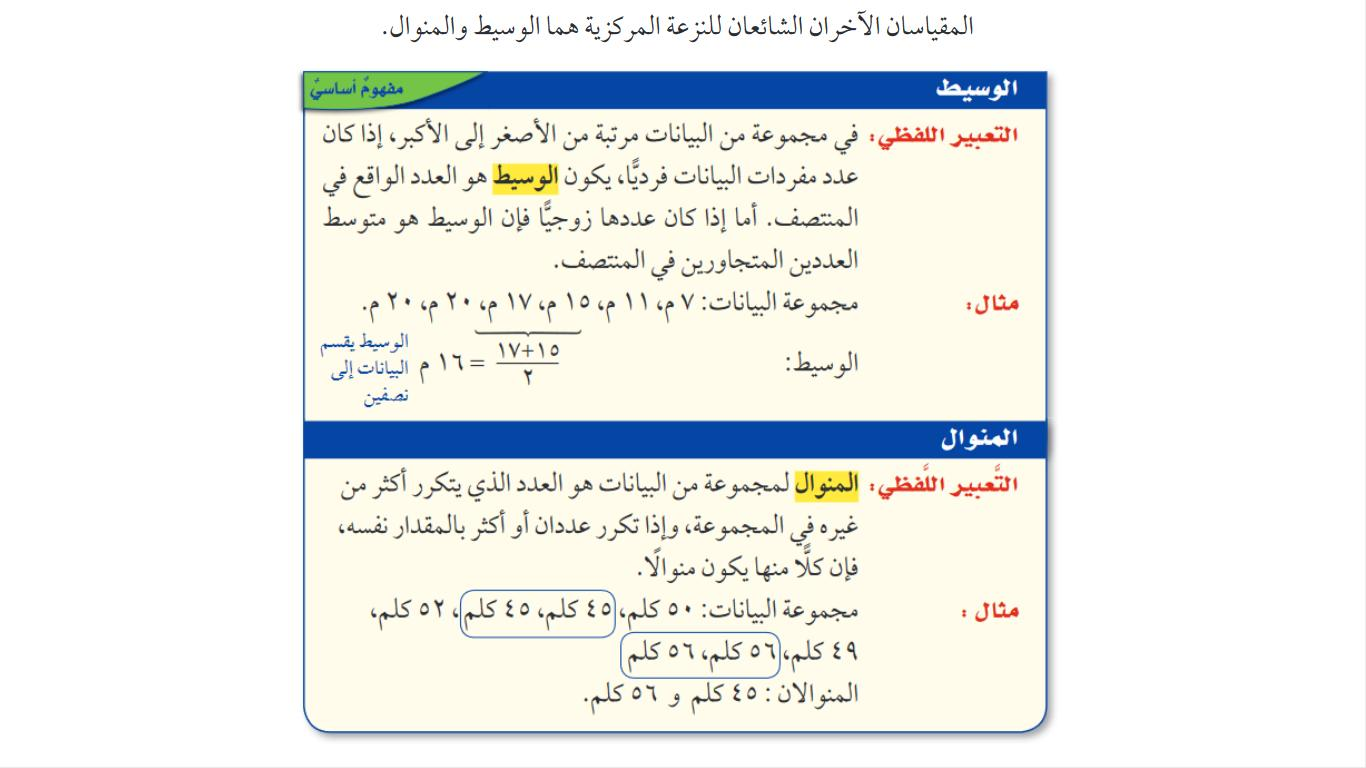 المقياسان الآخران الشائعان للنزعة المركزية هما الوسيط والمنوال.
الوسيط
مفهومٌ أساسيٌّ
التعبير اللفظي: في مجموعة من البيانات مرتبة من الأصغر إلى الأكبر، إذا كان
عدد مفردات البيانات فرديًّا، يكون الوسيط هو العدد الواقع في
المنتصف. أما إذا كان عددها زوجيًّا فإن الوسيط هو متوسط
العددين المتجاورين في المنتصف.
مثال: مجموعة البيانات: ٧ م، ١١ م، ١٥ م، ١٧ م، ٢٠ م، ٢٠ م.
الوسيط: ١٥+١٧ / ٢ = ١٦ م
الوسيط يقسم
البيانات إلى
نصفين
المنوال
التَّعبير اللَّفظي: المنوال لمجموعة من البيانات هو العدد الذي يتكرر أكثر من
غيره في المجموعة، وإذا تكرر عددان أو أكثر بالمقدار نفسه،
فإن كلًّا منها يكون منوالًا.
مثال : مجموعة البيانات: ٥٠ كلم، ٤٥ كلم، ٤٥ كلم، ٥٢ كلم،
٤٩ كلم، ٥٦ كلم، ٥٦ كلم
المنوالان : ٤٥ كلم و ٥٦ كلم.